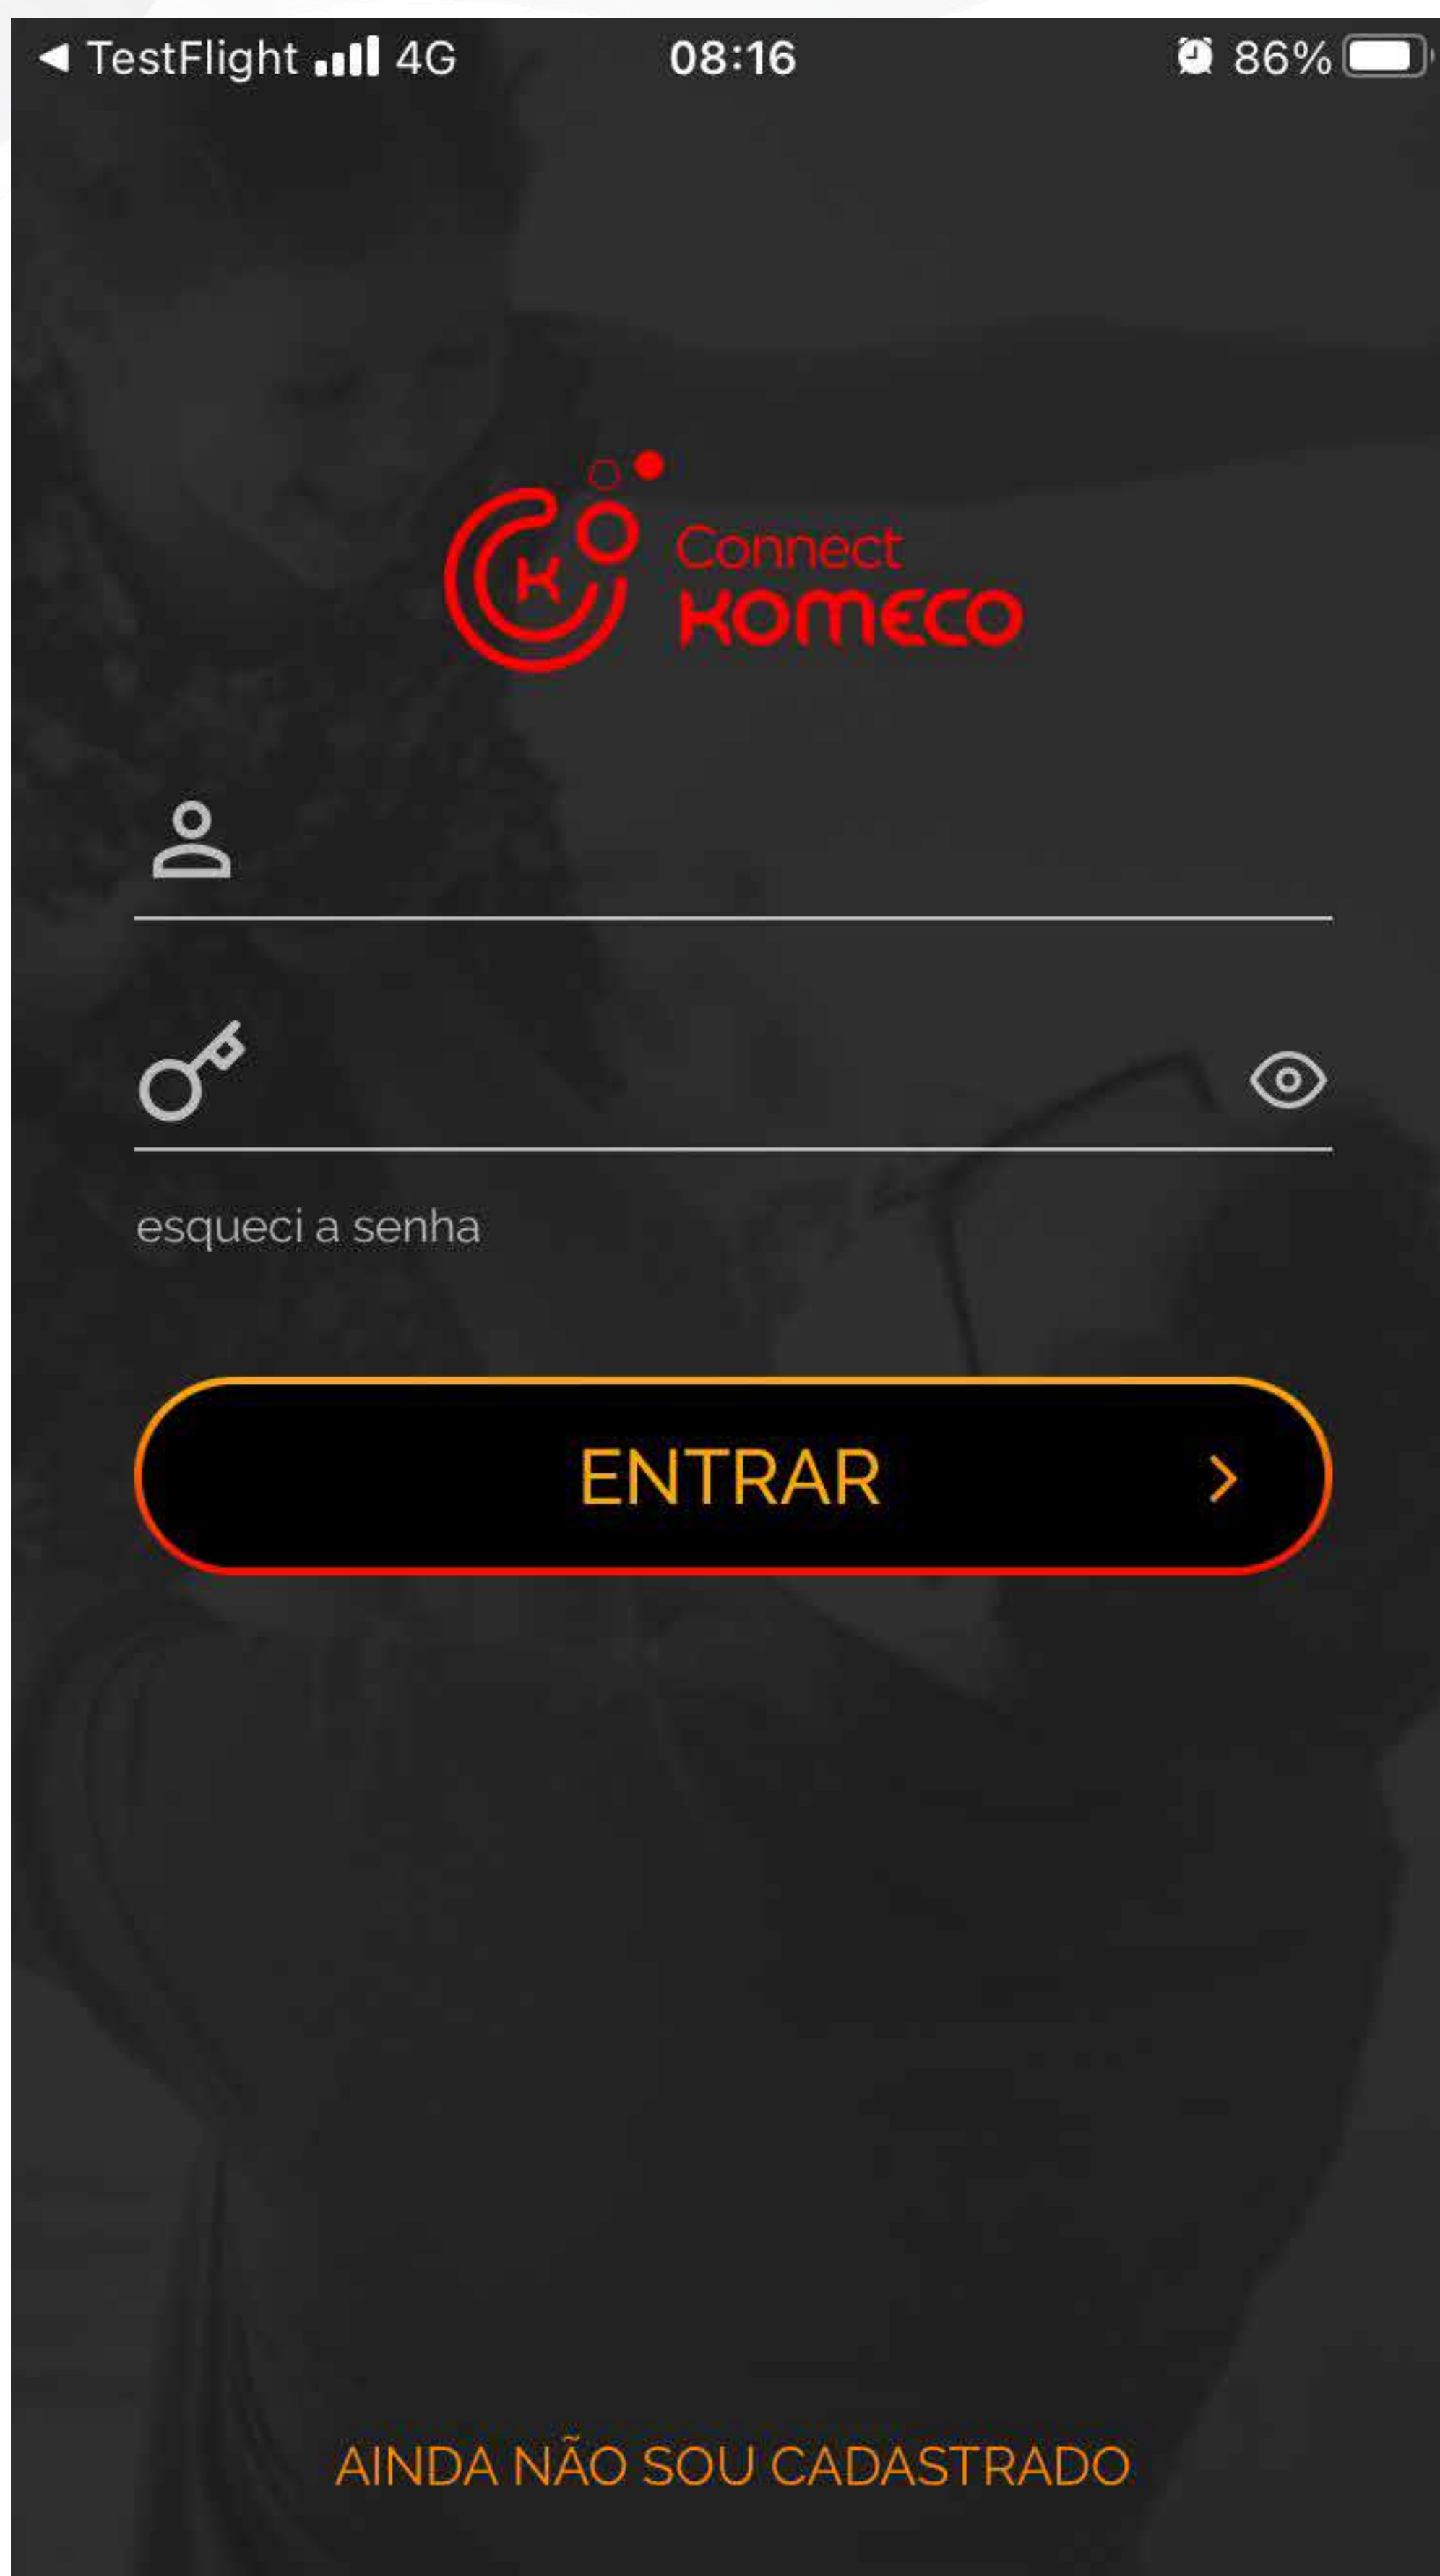 TestFlight 4G 08:16 86%
Connect
KOMECO
esqueci a senha
ENTRAR
AINDA NÃO SOU CADASTRADO